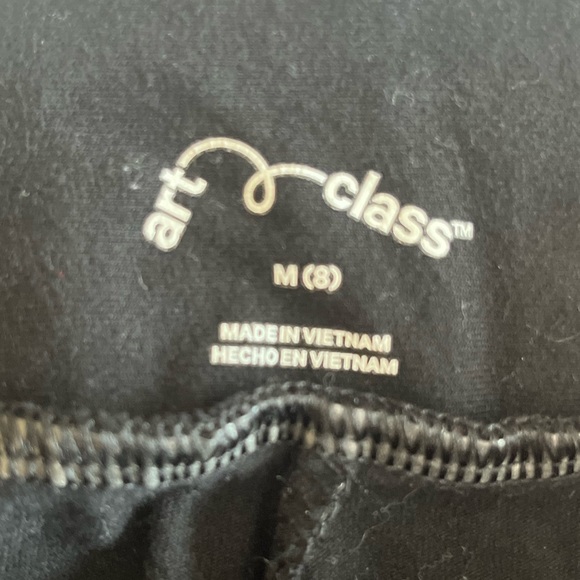 art class™
M (8)
MADE IN VIETNAM
HECHO EN VIETNAM